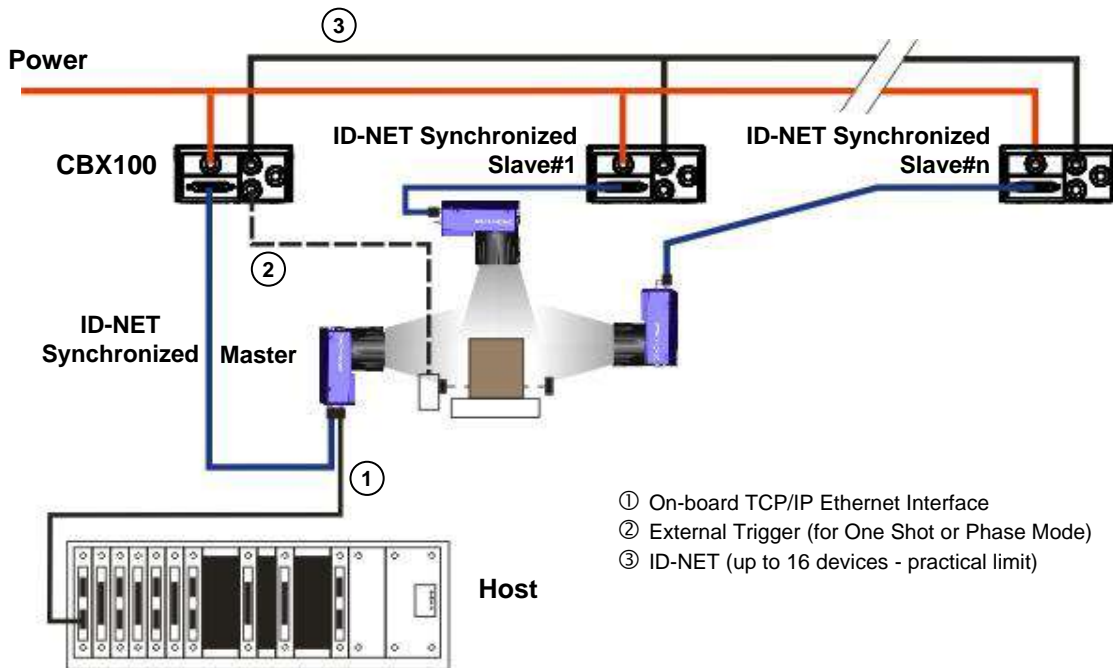 ③
Power
CBX100
ID-NET Synchronized
Slave#1
ID-NET Synchronized
Slave#n
②
ID-NET
Synchronized
Master
①
Host
① On-board TCP/IP Ethernet Interface
② External Trigger (for One Shot or Phase Mode)
③ ID-NET (up to 16 devices - practical limit)